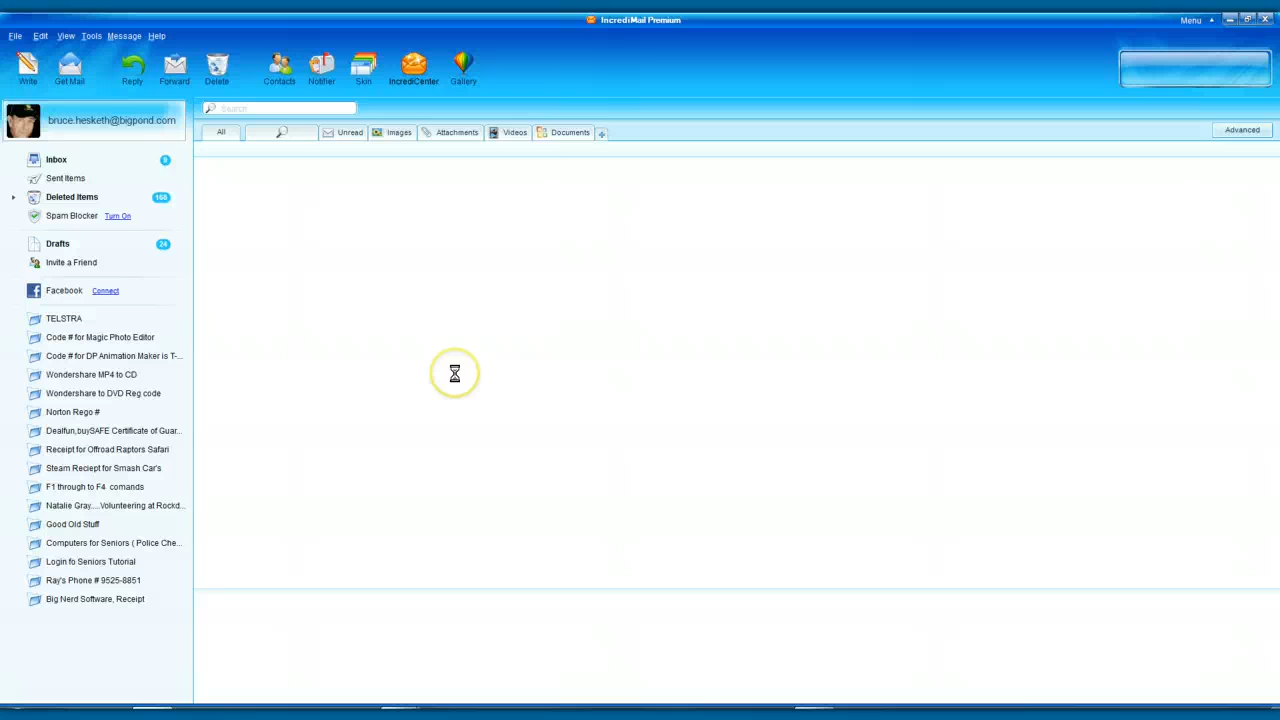 IncrediMail Premium
Menu
File Edit View Tools Message Help
Write Get Mail Reply Forward Delete Contacts Notifier Skin IncrediCenter Gallery
bruce.hesketh@bigpond.com
Search
All Unread Images Attachments Videos Documents
Advanced
Inbox 8
Sent Items
Deleted Items 168
Spam Blocker Turn On
Drafts 24
Invite a Friend
Facebook Connect
TELSTRA
Code # for Magic Photo Editor
Code # for DP Animation Maker is T-...
Wondershare MP4 to CD
Wondershare to DVD Reg code
Norton Rego #
Dealfun,buySAFE Certificate of Guar...
Receipt for Offroad Raptors Safari
Steam Reciept for Smash Car's
F1 through to F4 comands
Natalie Gray....Volunteering at Rockd...
Good Old Stuff
Computers for Seniors ( Police Che...
Login fo Seniors Tutorial
Ray's Phone # 9525-8851
Big Nerd Software, Receipt